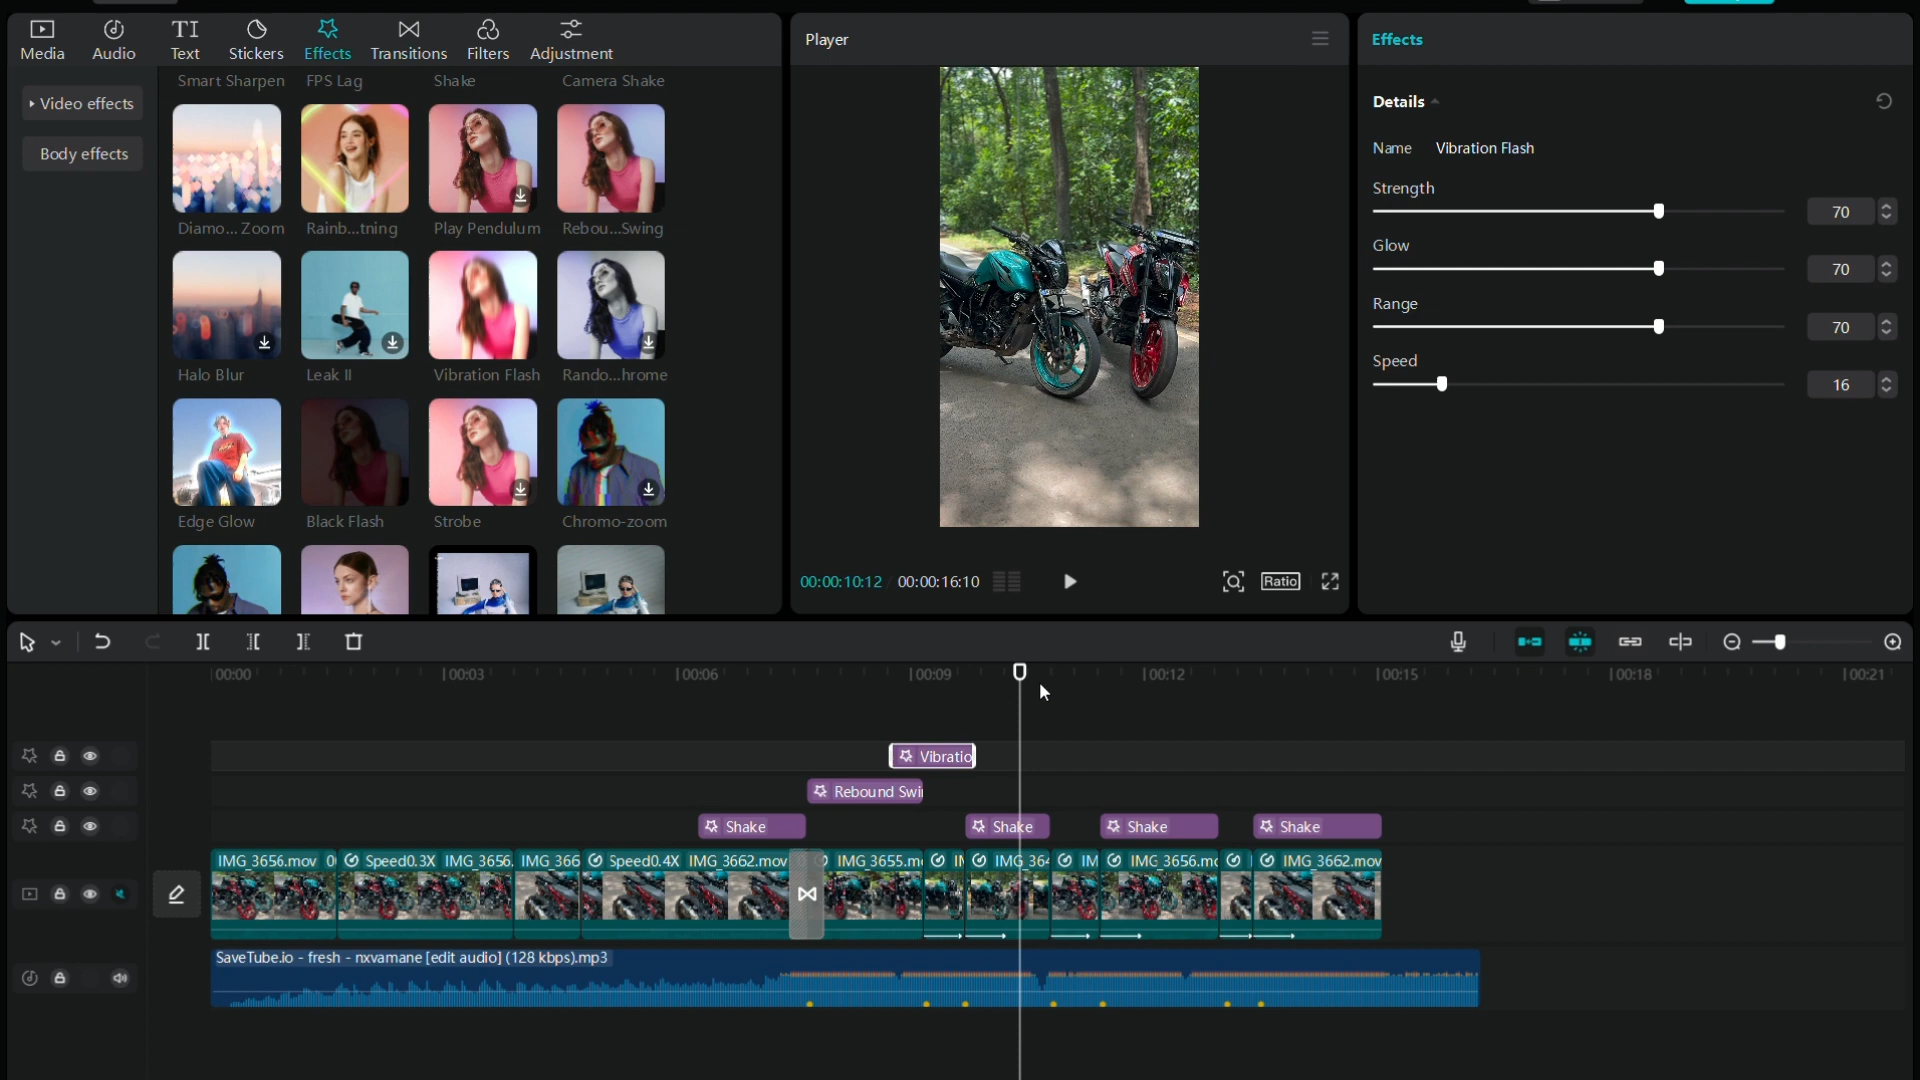 Media
Audio
Text
Stickers
Effects
Transitions
Filters
Adjustment
Video effects
Body effects
Smart Sharpen
FPS Lag
Shake
Camera Shake
Diamo... Zoom
Rainb...tning
Play Pendulum
Rebou...Swing
Halo Blur
Leak II
Vibration Flash
Rando...hrome
Edge Glow
Black Flash
Strobe
Chromo-zoom
Player
00:00:10:12 / 00:00:16:10
Ratio
Effects
Details
Name Vibration Flash
Strength
70
Glow
70
Range
70
Speed
16
00:00
00:03
00:06
00:09
00:12
00:15
00:18
00:21
Vibratio
Rebound Swi
Shake
Shake
Shake
Shake
IMG_3656.mov
Speed0.3X IMG_3656.
IMG_366
Speed0.4X IMG_3662.mov
IMG_3655.m
IMG_364
IM
IMG_3656.mo
IMG_3662.mov
SaveTube.io - fresh - nxvamane [edit audio] (128 kbps).mp3